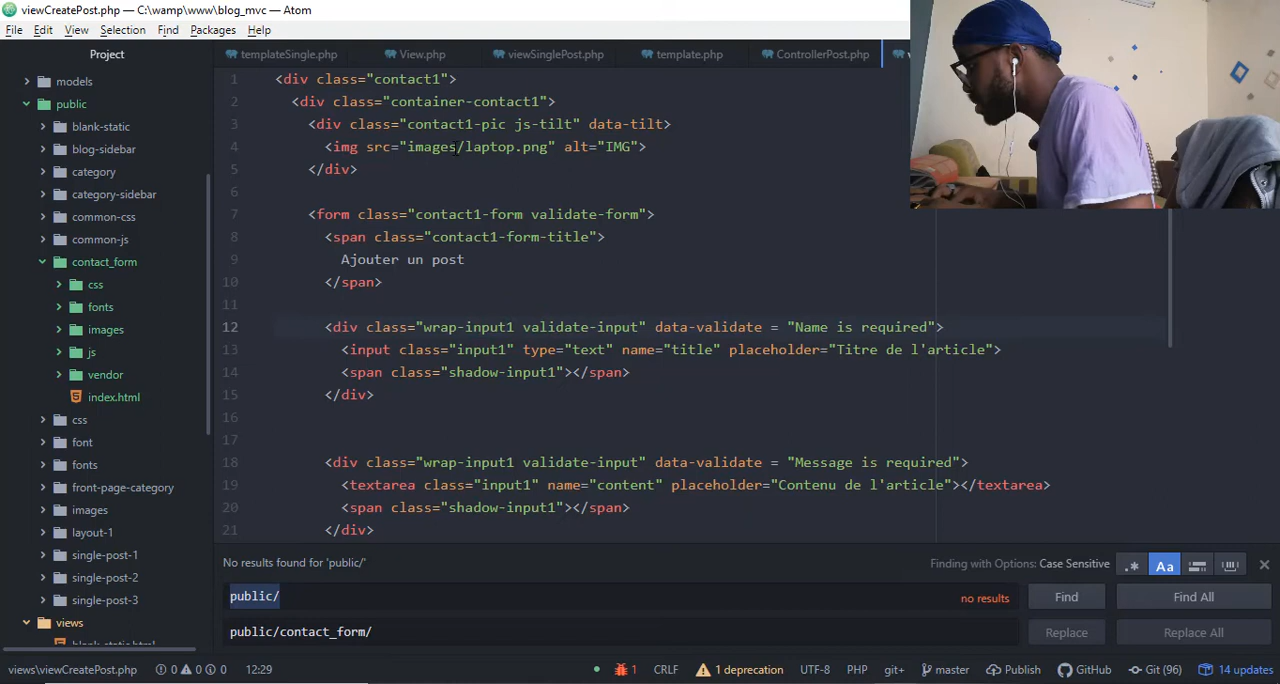 viewCreatePost.php — C:\wamp\www\blog_mvc — Atom
File Edit View Selection Find Packages Help
Project
templateSingle.php View.php viewSinglePost.php template.php ControllerPost.php
models
public
blank-static
blog-sidebar
category
category-sidebar
common-css
common-js
contact_form
css
fonts
images
js
vendor
index.html
css
font
fonts
front-page-category
images
layout-1
single-post-1
single-post-2
single-post-3
views
blank-static.html
1 <div class="contact1">
2 <div class="container-contact1">
3 <div class="contact1-pic js-tilt" data-tilt>
4 <img src="images/laptop.png" alt="IMG">
5 </div>
6
7 <form class="contact1-form validate-form">
8 <span class="contact1-form-title">
9 Ajouter un post
10 </span>
11
12 <div class="wrap-input1 validate-input" data-validate = "Name is required">
13 <input class="input1" type="text" name="title" placeholder="Titre de l'article">
14 <span class="shadow-input1"></span>
15 </div>
16
17
18 <div class="wrap-input1 validate-input" data-validate = "Message is required">
19 <textarea class="input1" name="content" placeholder="Contenu de l'article"></textarea>
20 <span class="shadow-input1"></span>
21 </div>
No results found for 'public/' Finding with Options: Case Sensitive .* Aa
public/ no results Find Find All
public/contact_form/ Replace Replace All
views\viewCreatePost.php 0 0 0 12:29 1 CRLF 1 deprecation UTF-8 PHP git+ master Publish GitHub Git (96) 14 updates